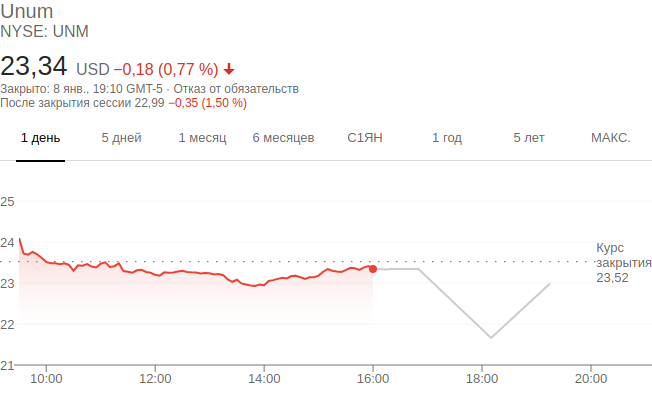 Unum
NYSE: UNM
23,34 USD −0,18 (0,77 %)
Закрыто: 8 янв., 19:10 GMT-5 · Отказ от обязательств
После закрытия сессии 22,99 −0,35 (1,50 %)
1 день 5 дней 1 месяц 6 месяцев С1ЯН 1 год 5 лет МАКС.
25
24
Курс
закрытия
23
23,52
22
21
10:00 12:00 14:00 16:00 18:00 20:00